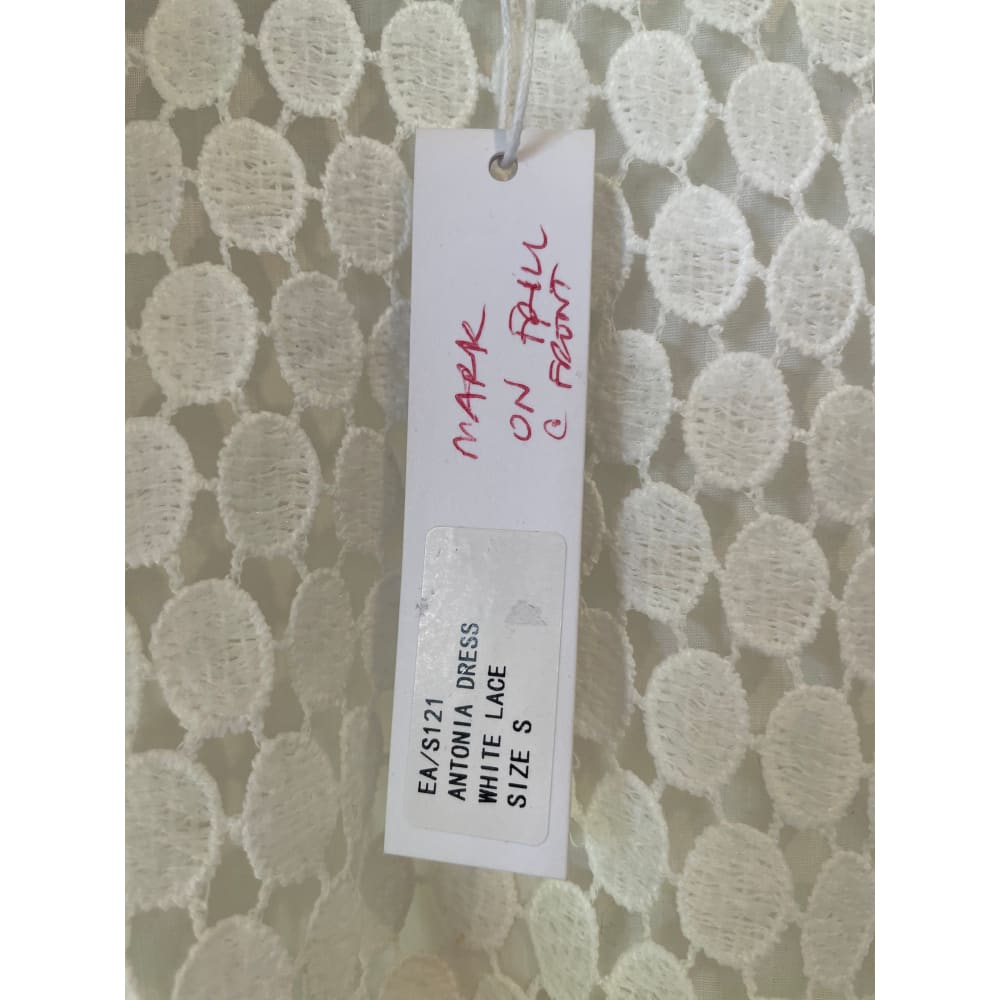 MARK
ON FRILL
C FRONT
EA/S121
ANTONIA DRESS
WHITE LACE
SIZE S